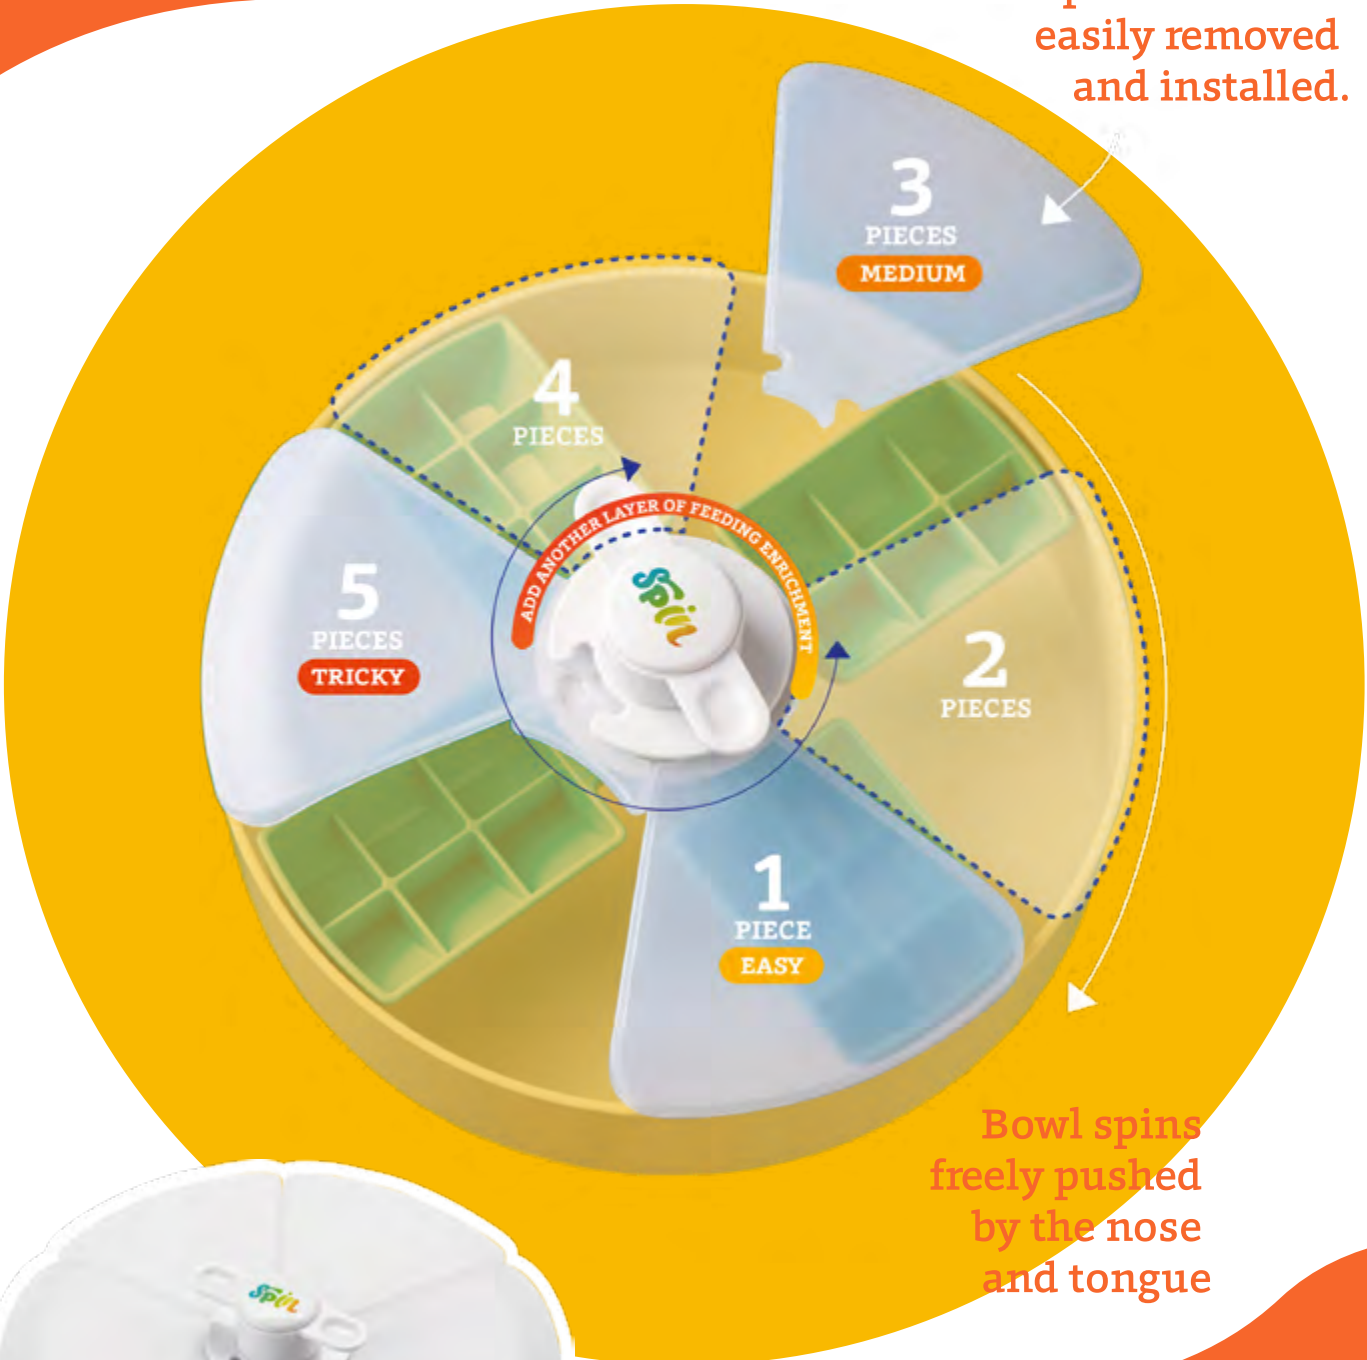 easily removed
and installed.
3
PIECES
MEDIUM
4
PIECES
ADD ANOTHER LAYER OF FEEDING ENRICHMENT
5
PIECES
TRICKY
Spin
2
PIECES
1
PIECE
EASY
Bowl spins
freely pushed
by the nose
and tongue
Spin